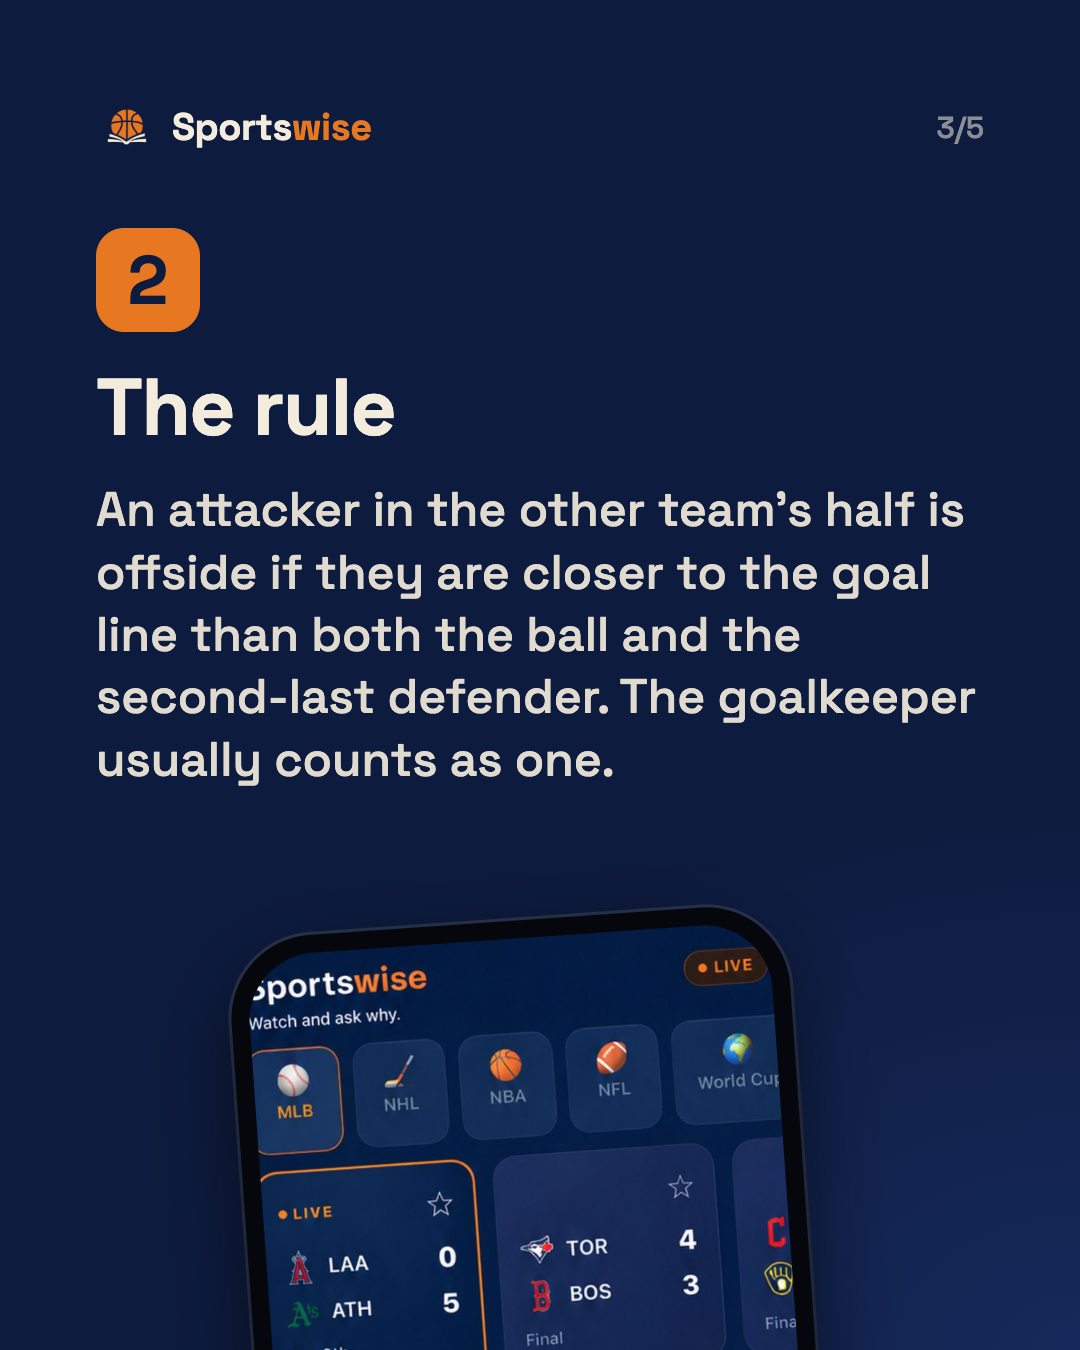 Sportswise
3/5
2
The rule
An attacker in the other team’s half is
offside if they are closer to the goal
line than both the ball and the
second-last defender. The goalkeeper
usually counts as one.
Sportswise
LIVE
Watch and ask why.
MLB
NHL
NBA
NFL
World Cup
LIVE
LAA 0
ATH 5
TOR 4
BOS 3
Final